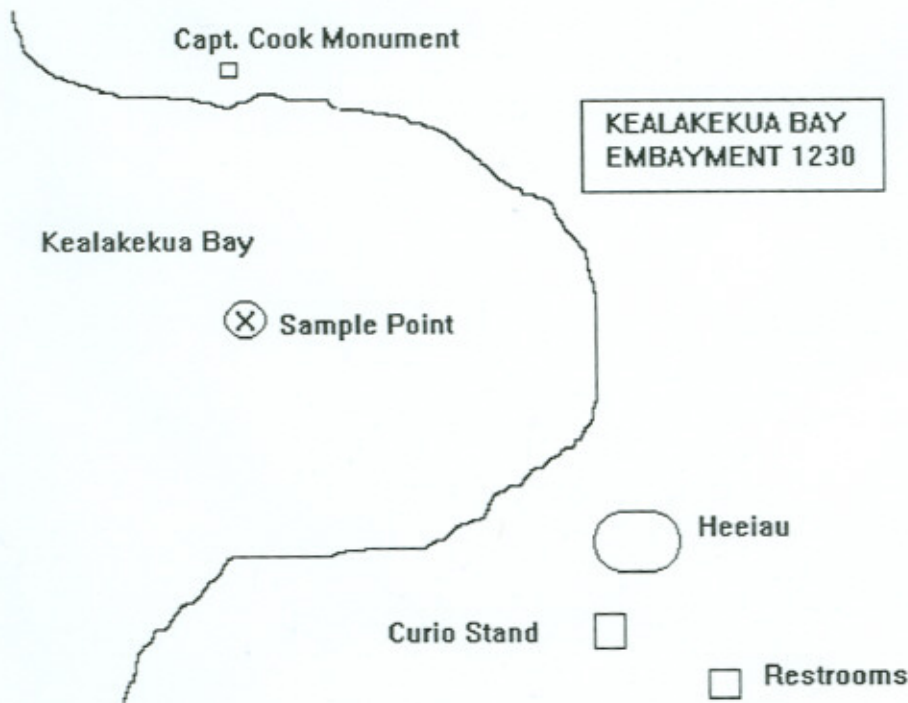 Capt. Cook Monument
KEALAKEKUA BAY
EMBAYMENT 1230
Kealakekua Bay
Sample Point
Heeiau
Curio Stand
Restrooms